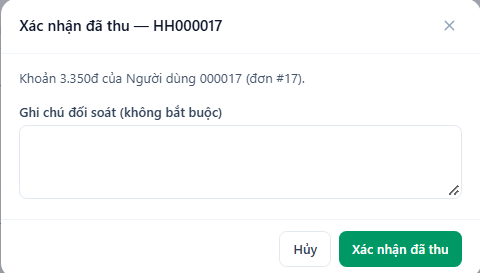 Xác nhận đã thu — HH000017
Khoản 3.350đ của Người dùng 000017 (đơn #17).
Ghi chú đối soát (không bắt buộc)
Hủy
Xác nhận đã thu